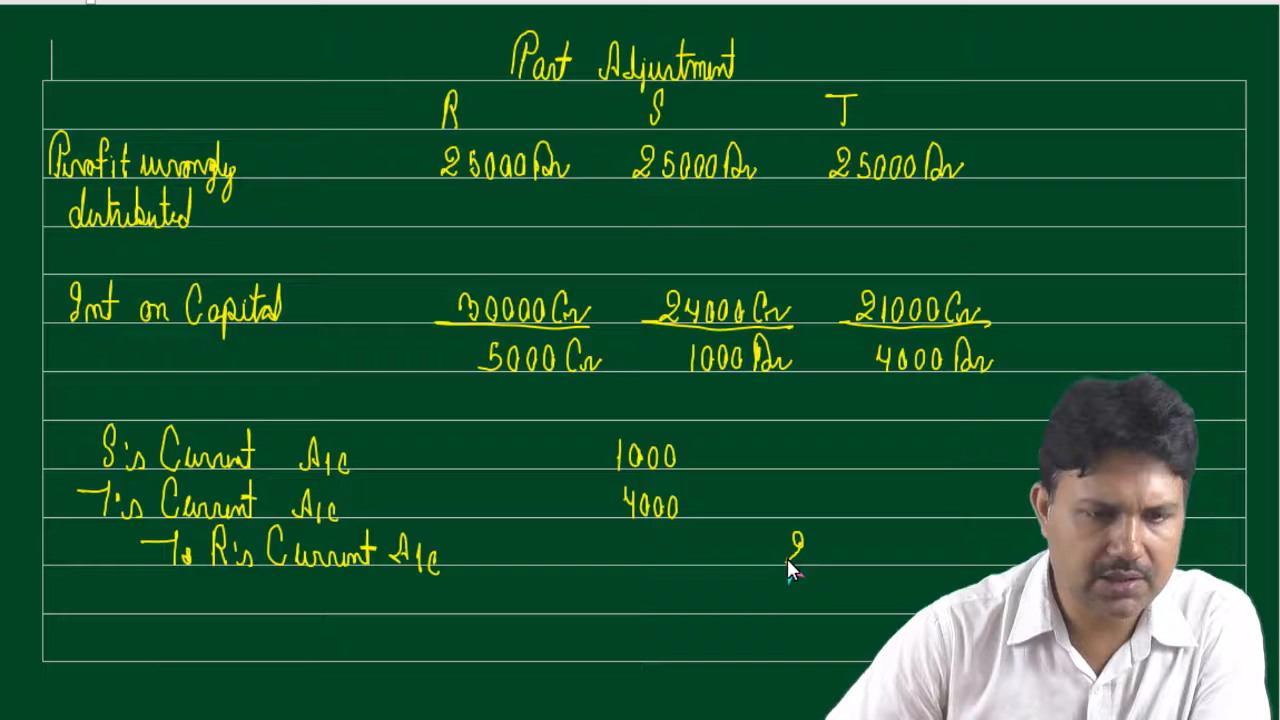 Past Adjustment
R S T
Profit wrongly 25000 Dr 25000 Dr 25000 Dr
distributed
Int on Capital 30000 Cr 24000 Cr 21000 Cr
5000 Cr 1000 Dr 4000 Dr
S's Current A/c 1000
T's Current A/c 4000
To R's Current A/c